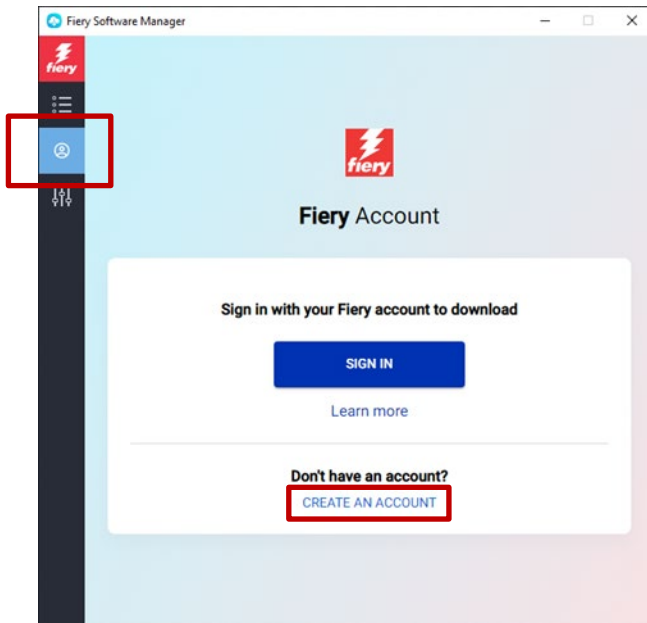 Fiery Software Manager
fiery
fiery
Fiery Account
Sign in with your Fiery account to download
SIGN IN
Learn more
Don't have an account?
CREATE AN ACCOUNT